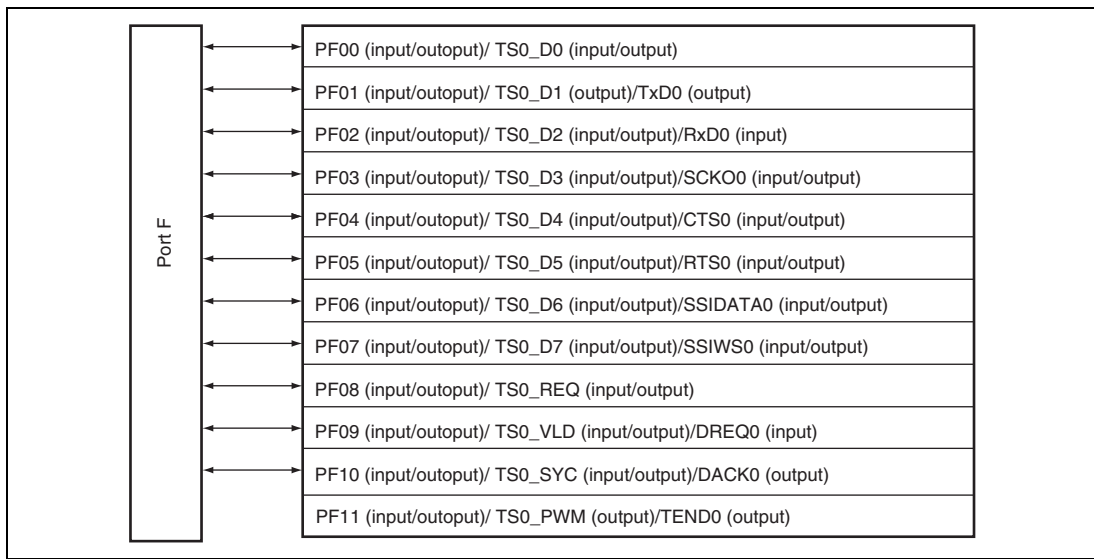 Port F
PF00 (input/outoput)/ TS0_D0 (input/output)
PF01 (input/outoput)/ TS0_D1 (output)/TxD0 (output)
PF02 (input/outoput)/ TS0_D2 (input/output)/RxD0 (input)
PF03 (input/outoput)/ TS0_D3 (input/output)/SCKO0 (input/output)
PF04 (input/outoput)/ TS0_D4 (input/output)/CTS0 (input/output)
PF05 (input/outoput)/ TS0_D5 (input/output)/RTS0 (input/output)
PF06 (input/outoput)/ TS0_D6 (input/output)/SSIDATA0 (input/output)
PF07 (input/outoput)/ TS0_D7 (input/output)/SSIWS0 (input/output)
PF08 (input/outoput)/ TS0_REQ (input/output)
PF09 (input/outoput)/ TS0_VLD (input/output)/DREQ0 (input)
PF10 (input/outoput)/ TS0_SYC (input/output)/DACK0 (output)
PF11 (input/outoput)/ TS0_PWM (output)/TEND0 (output)